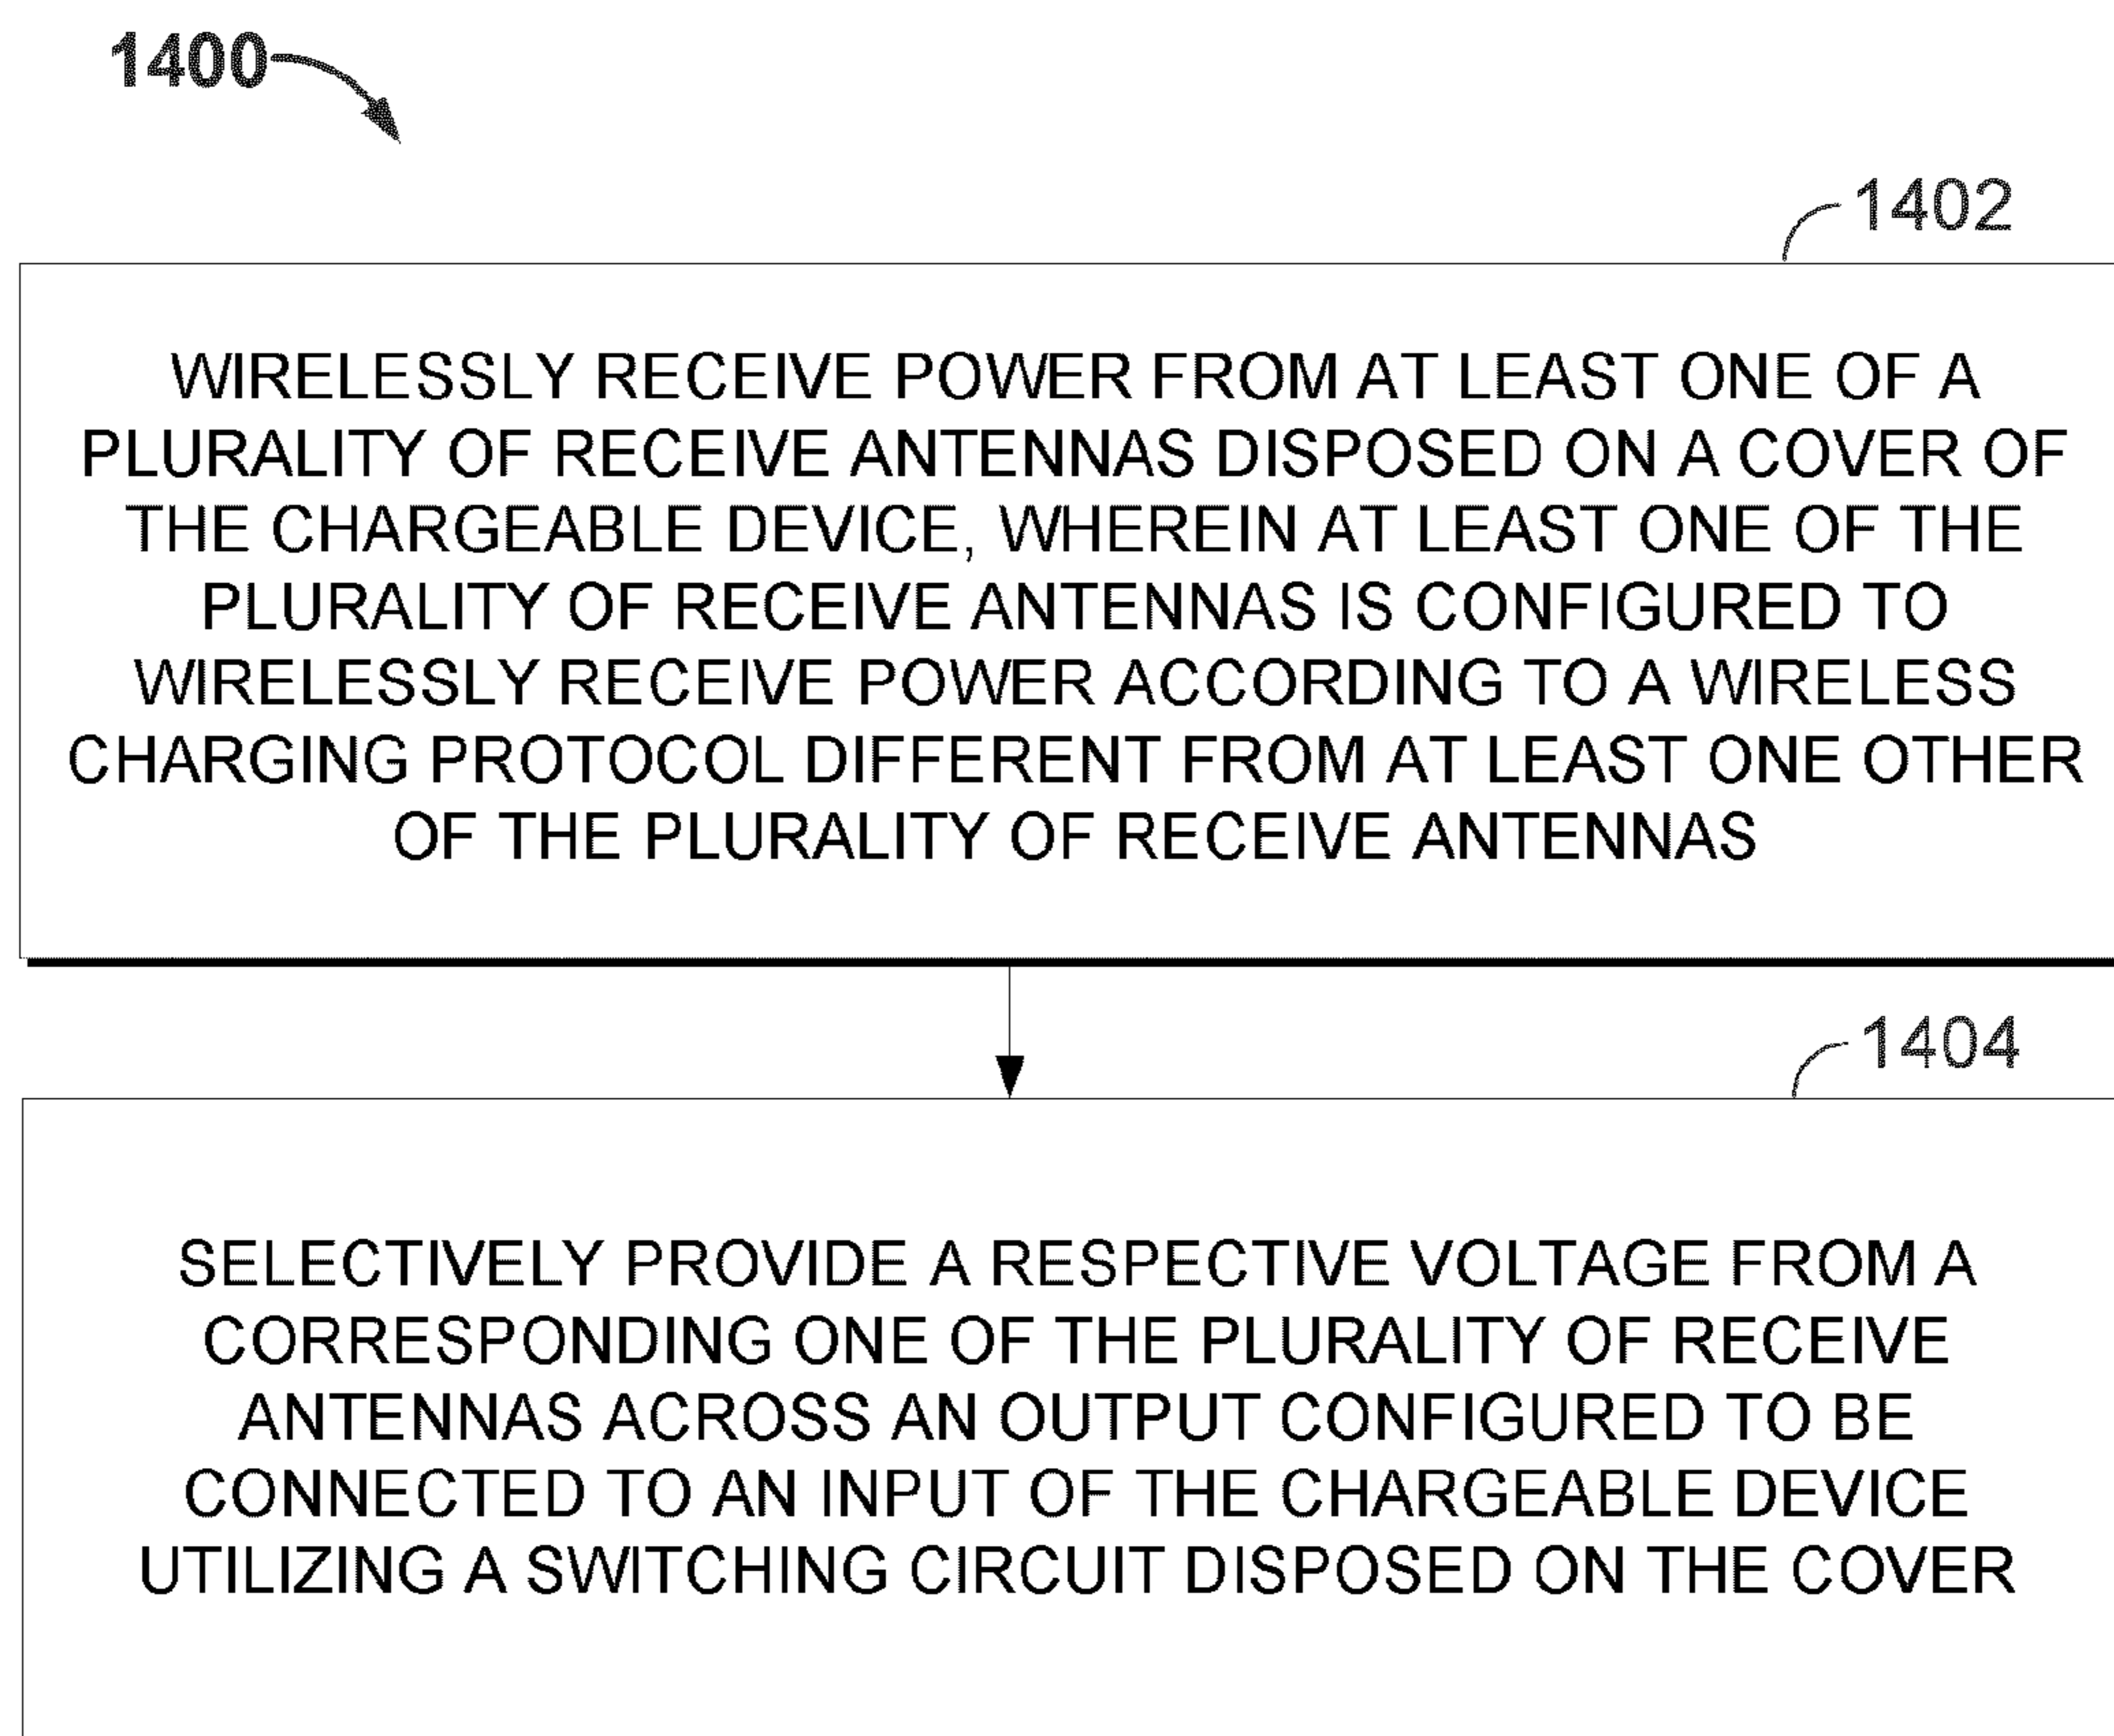 1400
1402
WIRELESSLY RECEIVE POWER FROM AT LEAST ONE OF A
PLURALITY OF RECEIVE ANTENNAS DISPOSED ON A COVER OF
THE CHARGEABLE DEVICE, WHEREIN AT LEAST ONE OF THE
PLURALITY OF RECEIVE ANTENNAS IS CONFIGURED TO
WIRELESSLY RECEIVE POWER ACCORDING TO A WIRELESS
CHARGING PROTOCOL DIFFERENT FROM AT LEAST ONE OTHER
OF THE PLURALITY OF RECEIVE ANTENNAS
1404
SELECTIVELY PROVIDE A RESPECTIVE VOLTAGE FROM A
CORRESPONDING ONE OF THE PLURALITY OF RECEIVE
ANTENNAS ACROSS AN OUTPUT CONFIGURED TO BE
CONNECTED TO AN INPUT OF THE CHARGEABLE DEVICE
UTILIZING A SWITCHING CIRCUIT DISPOSED ON THE COVER